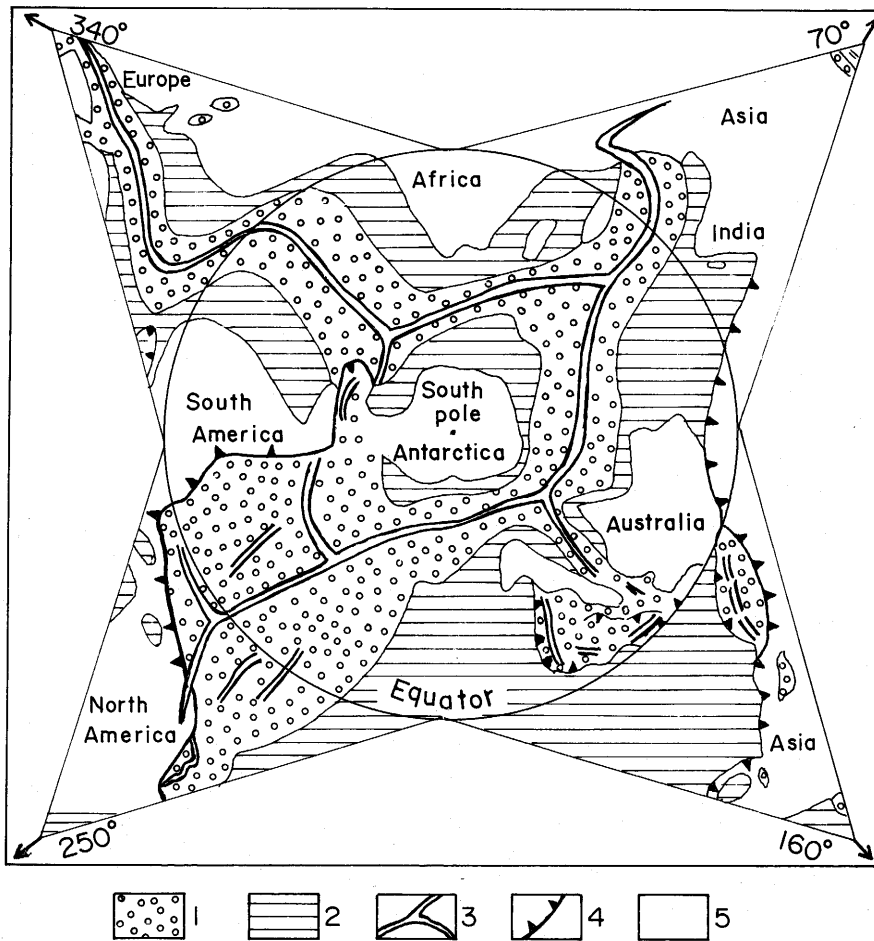 340°
70°
Europe
Asia
Africa
India
South
America
South
pole
Antarctica
Australia
Equator
North
America
Asia
250°
160°
1
2
3
4
5